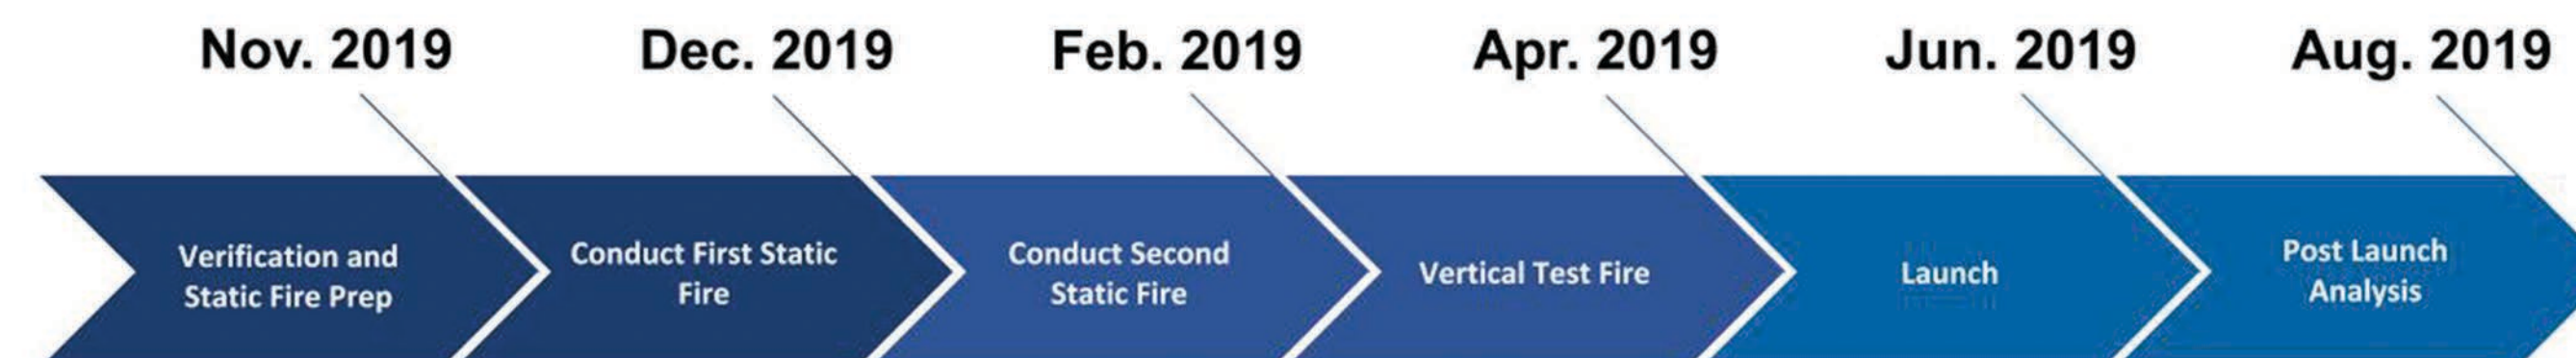 Nov. 2019
Dec. 2019
Feb. 2019
Apr. 2019
Jun. 2019
Aug. 2019
Verification and
Static Fire Prep
Conduct First Static
Fire
Conduct Second
Static Fire
Vertical Test Fire
Launch
Post Launch
Analysis